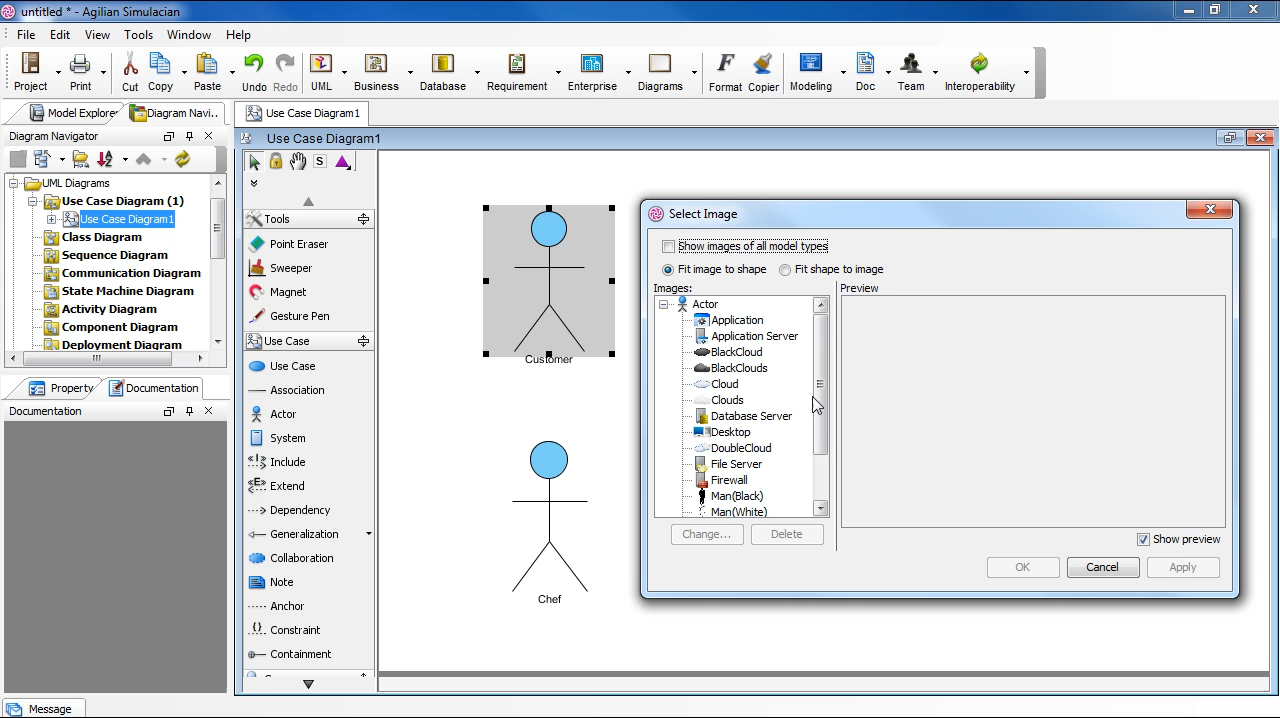 untitled * - Agilian Simulacian
File Edit View Tools Window Help
Project Print Cut Copy Paste Undo Redo UML Business Database Requirement Enterprise Diagrams Format Copier Modeling Doc Team Interoperability
Model Explorer Diagram Navi... Use Case Diagram1
Diagram Navigator
Use Case Diagram1
S
UML Diagrams
Use Case Diagram (1)
Use Case Diagram1
Class Diagram
Sequence Diagram
Communication Diagram
State Machine Diagram
Activity Diagram
Component Diagram
Deployment Diagram
Property Documentation
Documentation
Message
Tools
Point Eraser
Sweeper
Magnet
Gesture Pen
Use Case
Use Case
Association
Actor
System
Include
Extend
Dependency
Generalization
Collaboration
Note
Anchor
Constraint
Containment
Customer
Chef
Select Image
Show images of all model types
Fit image to shape Fit shape to image
Images: Preview
Actor
Application
Application Server
BlackCloud
BlackClouds
Cloud
Clouds
Database Server
Desktop
DoubleCloud
File Server
Firewall
Man(Black)
Man(White)
Change... Delete
Show preview
OK Cancel Apply